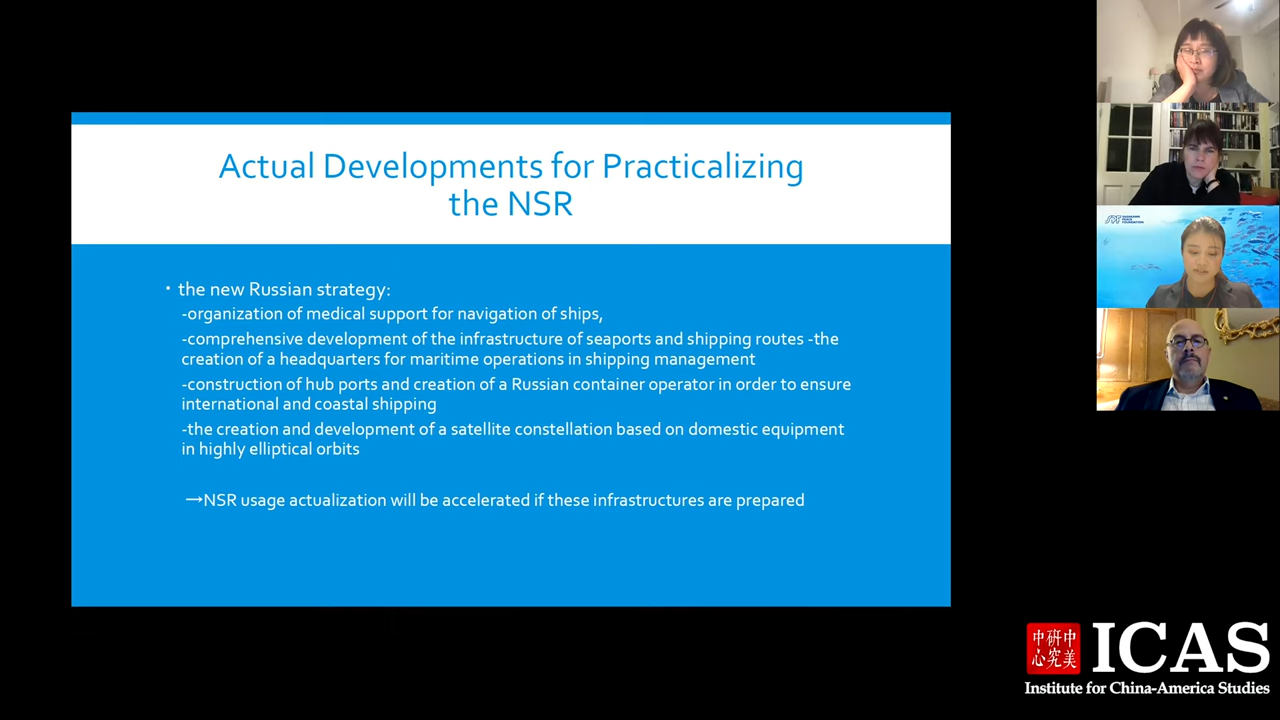 Actual Developments for Practicalizing
the NSR
• the new Russian strategy:
-organization of medical support for navigation of ships,
-comprehensive development of the infrastructure of seaports and shipping routes -the
creation of a headquarters for maritime operations in shipping management
-construction of hub ports and creation of a Russian container operator in order to ensure
international and coastal shipping
-the creation and development of a satellite constellation based on domestic equipment
in highly elliptical orbits
→NSR usage actualization will be accelerated if these infrastructures are prepared
SASAKAWA
PEACE
FOUNDATION
中研中
心究美
ICAS
Institute for China-America Studies